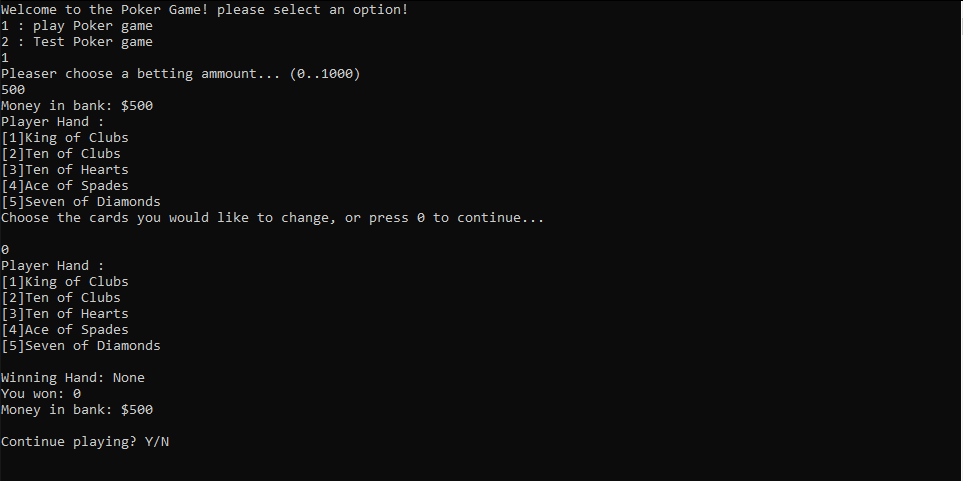 Welcome to the Poker Game! please select an option!
1 : play Poker game
2 : Test Poker game
1
Pleaser choose a betting ammount... (0..1000)
500
Money in bank: $500
Player Hand :
[1]King of Clubs
[2]Ten of Clubs
[3]Ten of Hearts
[4]Ace of Spades
[5]Seven of Diamonds
Choose the cards you would like to change, or press 0 to continue...
0
Player Hand :
[1]King of Clubs
[2]Ten of Clubs
[3]Ten of Hearts
[4]Ace of Spades
[5]Seven of Diamonds
Winning Hand: None
You won: 0
Money in bank: $500
Continue playing? Y/N